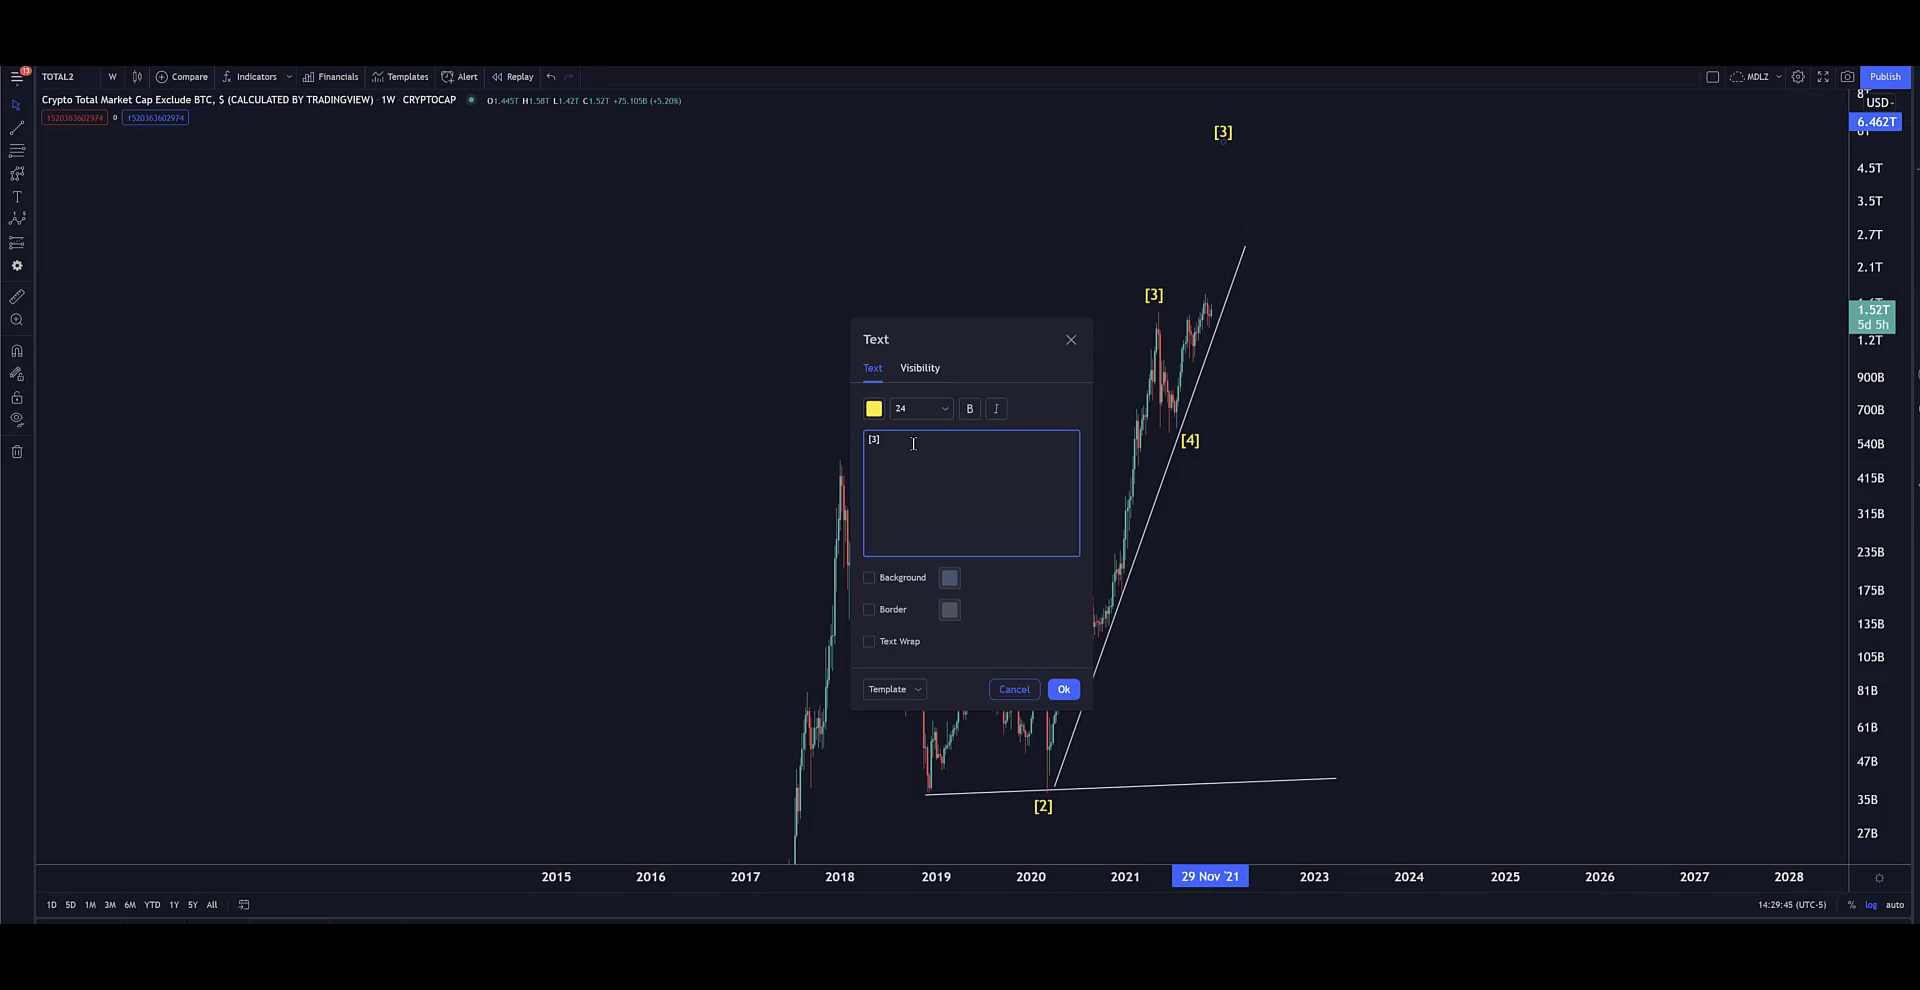 13
TOTAL2 W Compare Indicators Financials Templates Alert Replay MDLZ Publish
Crypto Total Market Cap Exclude BTC, $ (CALCULATED BY TRADINGVIEW) 1W CRYPTOCAP O1.445T H1.58T L1.42T C1.52T +75.105B (+5.20%)
1520363602974 0 1520363602974
USD
6.462T
4.5T
3.5T
2.7T
2.1T
1.52T
5d 5h
1.2T
900B
700B
540B
415B
315B
235B
175B
135B
105B
81B
61B
47B
35B
27B
[3]
[3]
[4]
[2]
Text
Text Visibility
24 B I
[3]
Background
Border
Text Wrap
Template Cancel Ok
2015 2016 2017 2018 2019 2020 2021 29 Nov '21 2023 2024 2025 2026 2027 2028
1D 5D 1M 3M 6M YTD 1Y 5Y All 14:29:45 (UTC-5) % log auto